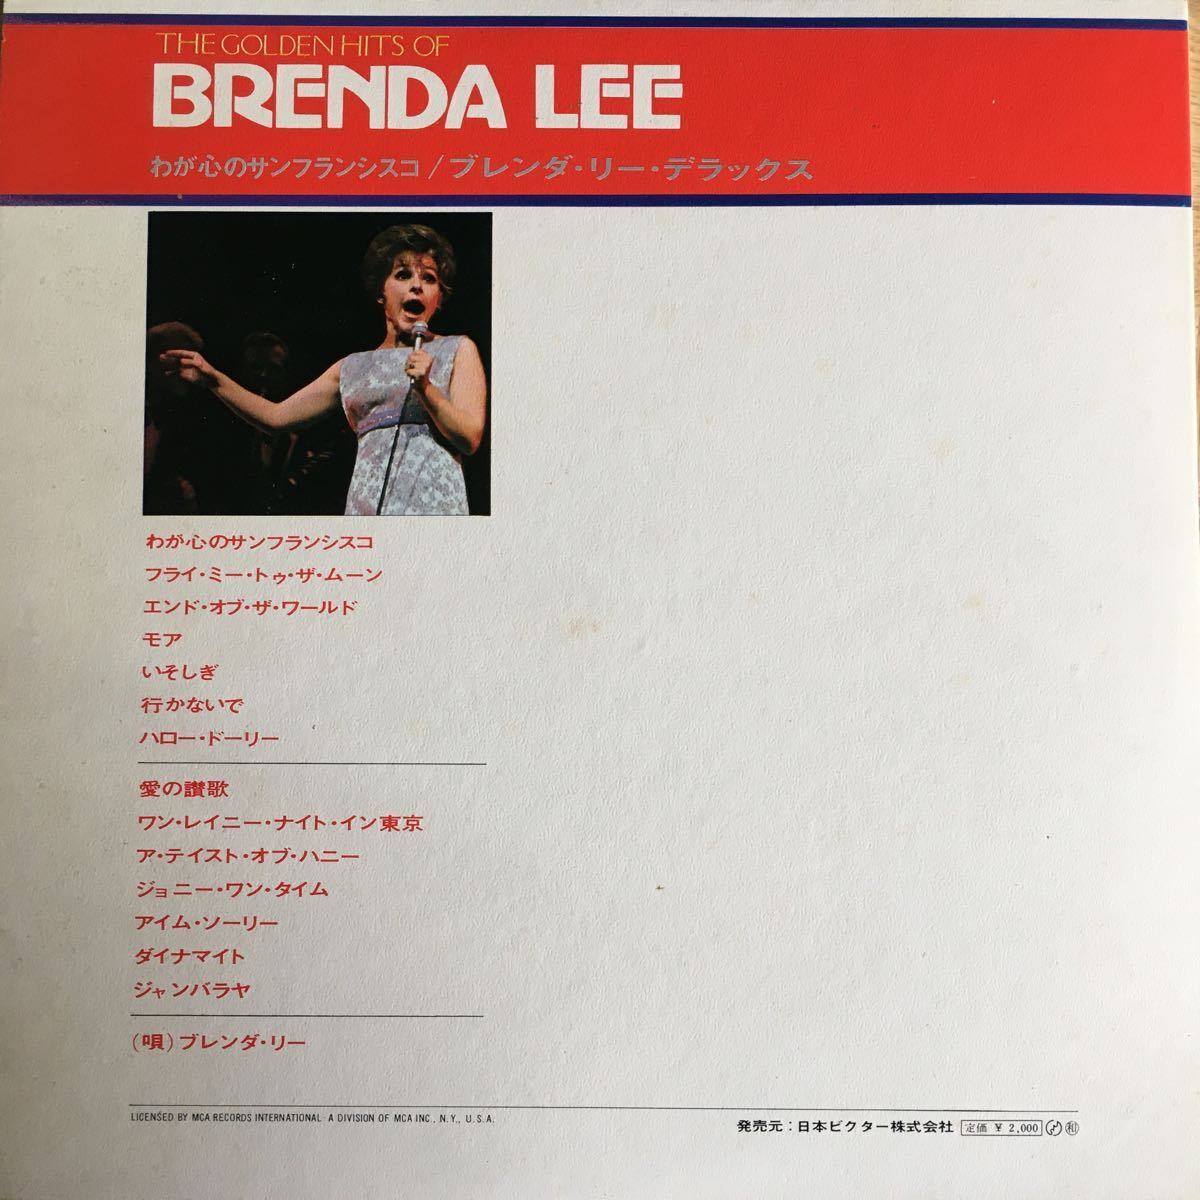 THE GOLDEN HITS OF
BRENDA LEE
わが心のサンフランシスコ/ブレンダ・リー・デラックス
わが心のサンフランシスコ
フライ・ミー・トゥ・ザ・ムーン
エンド・オブ・ザ・ワールド
モア
いそしぎ
行かないで
ハロー・ドーリー
愛の讃歌
ワン・レイニー・ナイト・イン東京
ア・テイスト・オブ・ハニー
ジョニー・ワン・タイム
アイム・ソーリー
ダイナマイト
ジャンバラヤ
(唄)ブレンダ・リー
LICENSED BY MCA RECORDS INTERNATIONAL-A DIVISION OF MCA INC., N.Y., U.S.A.
発売元:日本ビクター株式会社 定価 ¥ 2,000 ㋹